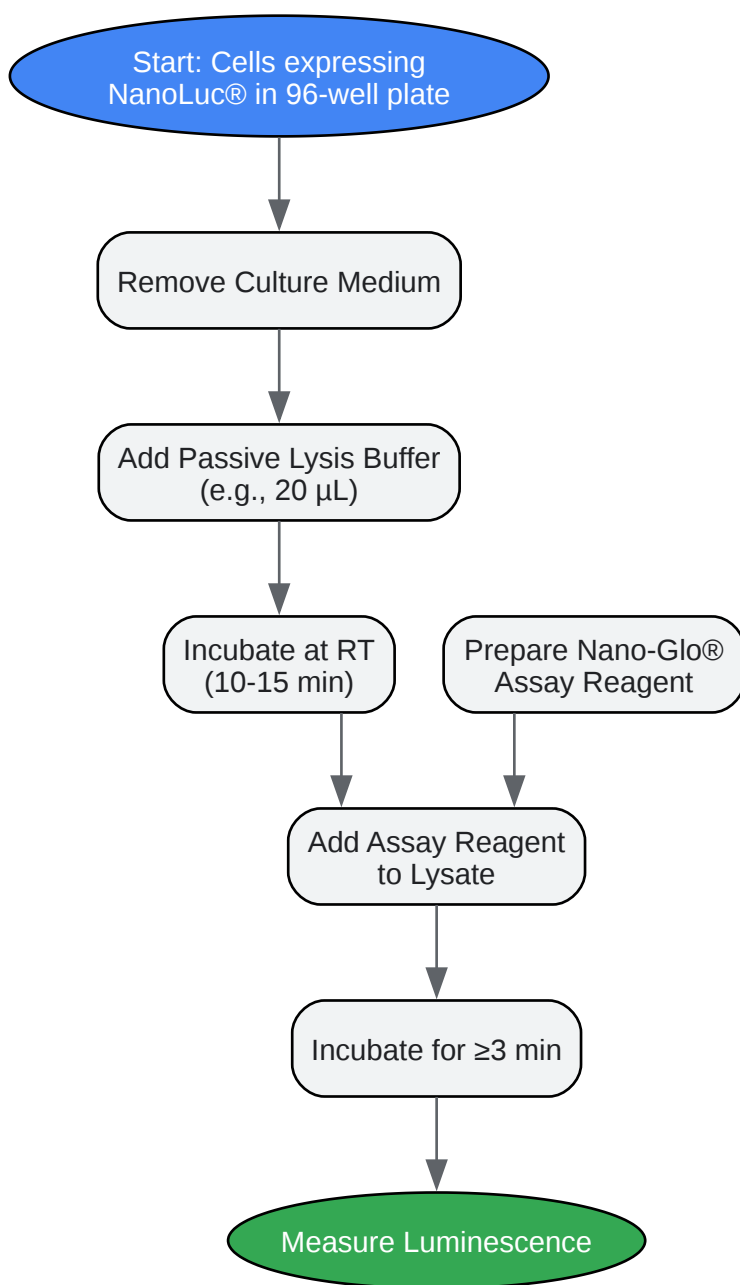 Start: Cells expressing
NanoLuc® in 96-well plate
Remove Culture Medium
Add Passive Lysis Buffer
(e.g., 20 µL)
Incubate at RT
(10-15 min)
Prepare Nano-Glo®
Assay Reagent
Add Assay Reagent
to Lysate
Incubate for ≥3 min
Measure Luminescence